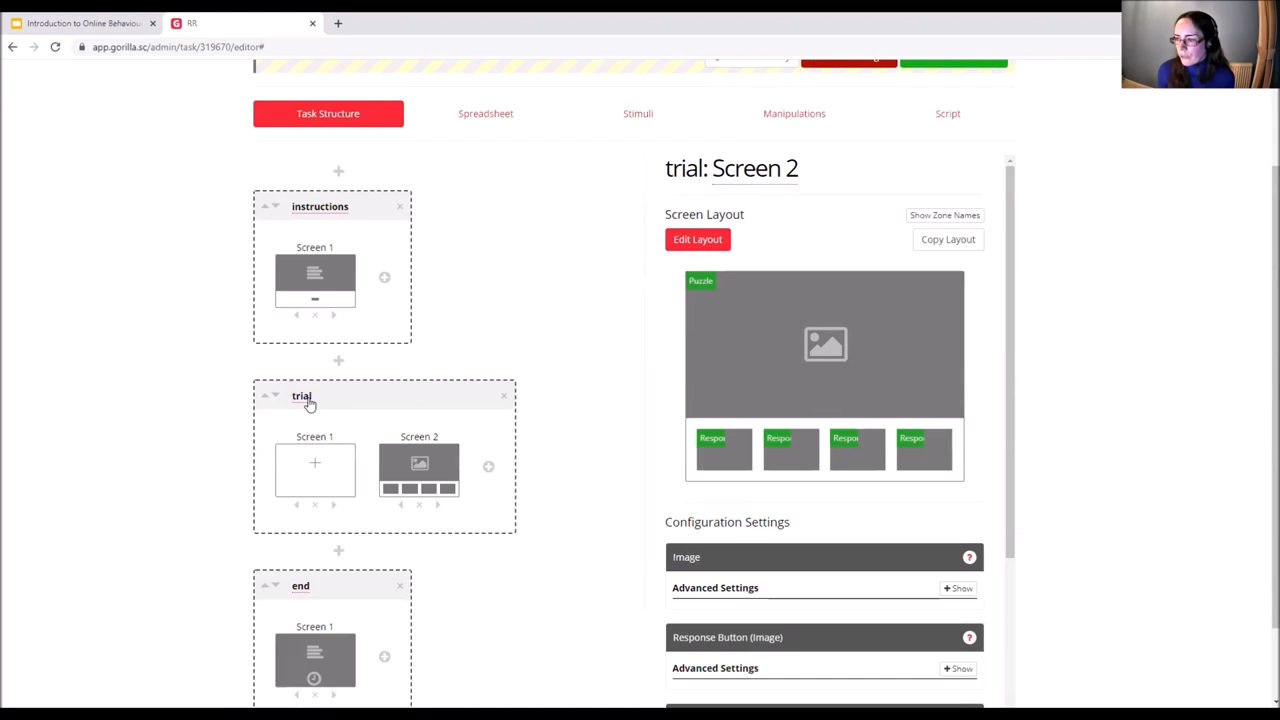 Introduction to Online Behaviou
RR
app.gorilla.sc/admin/task/319670/editor#
Task Structure
Spreadsheet
Stimuli
Manipulations
Script
instructions
Screen 1
trial
Screen 1
Screen 2
end
Screen 1
trial: Screen 2
Screen Layout
Show Zone Names
Edit Layout
Copy Layout
Puzzle
Respo
Respo
Respo
Respo
Configuration Settings
Image
?
Advanced Settings
+ Show
Response Button (Image)
?
Advanced Settings
+ Show